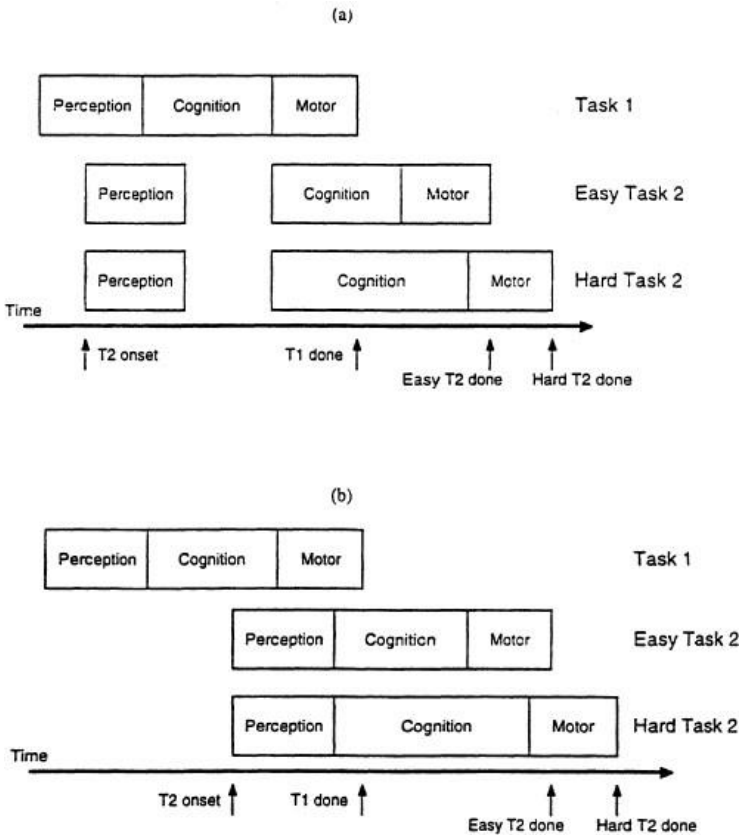 (a)
Perception Cognition Motor Task 1
Perception Cognition Motor Easy Task 2
Perception Cognition Motor Hard Task 2
Time
T2 onset T1 done
Easy T2 done Hard T2 done
(b)
Perception Cognition Motor Task 1
Perception Cognition Motor Easy Task 2
Perception Cognition Motor Hard Task 2
Time
T2 onset T1 done
Easy T2 done Hard T2 done